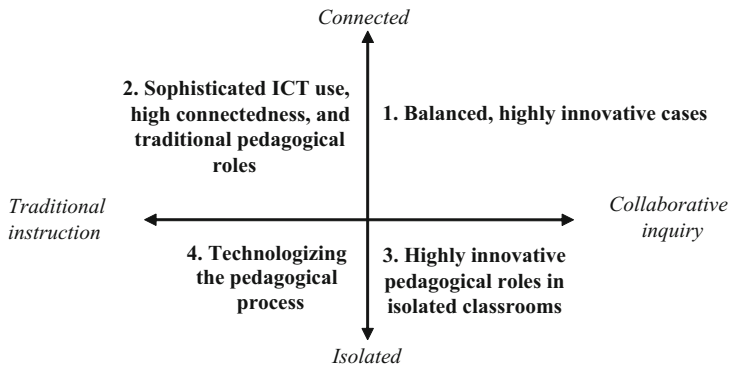 Connected
2. Sophisticated ICT use,
high connectedness, and
traditional pedagogical
roles
1. Balanced, highly innovative cases
Traditional
instruction
Collaborative
inquiry
4. Technologizing
the pedagogical
process
3. Highly innovative
pedagogical roles in
isolated classrooms
Isolated